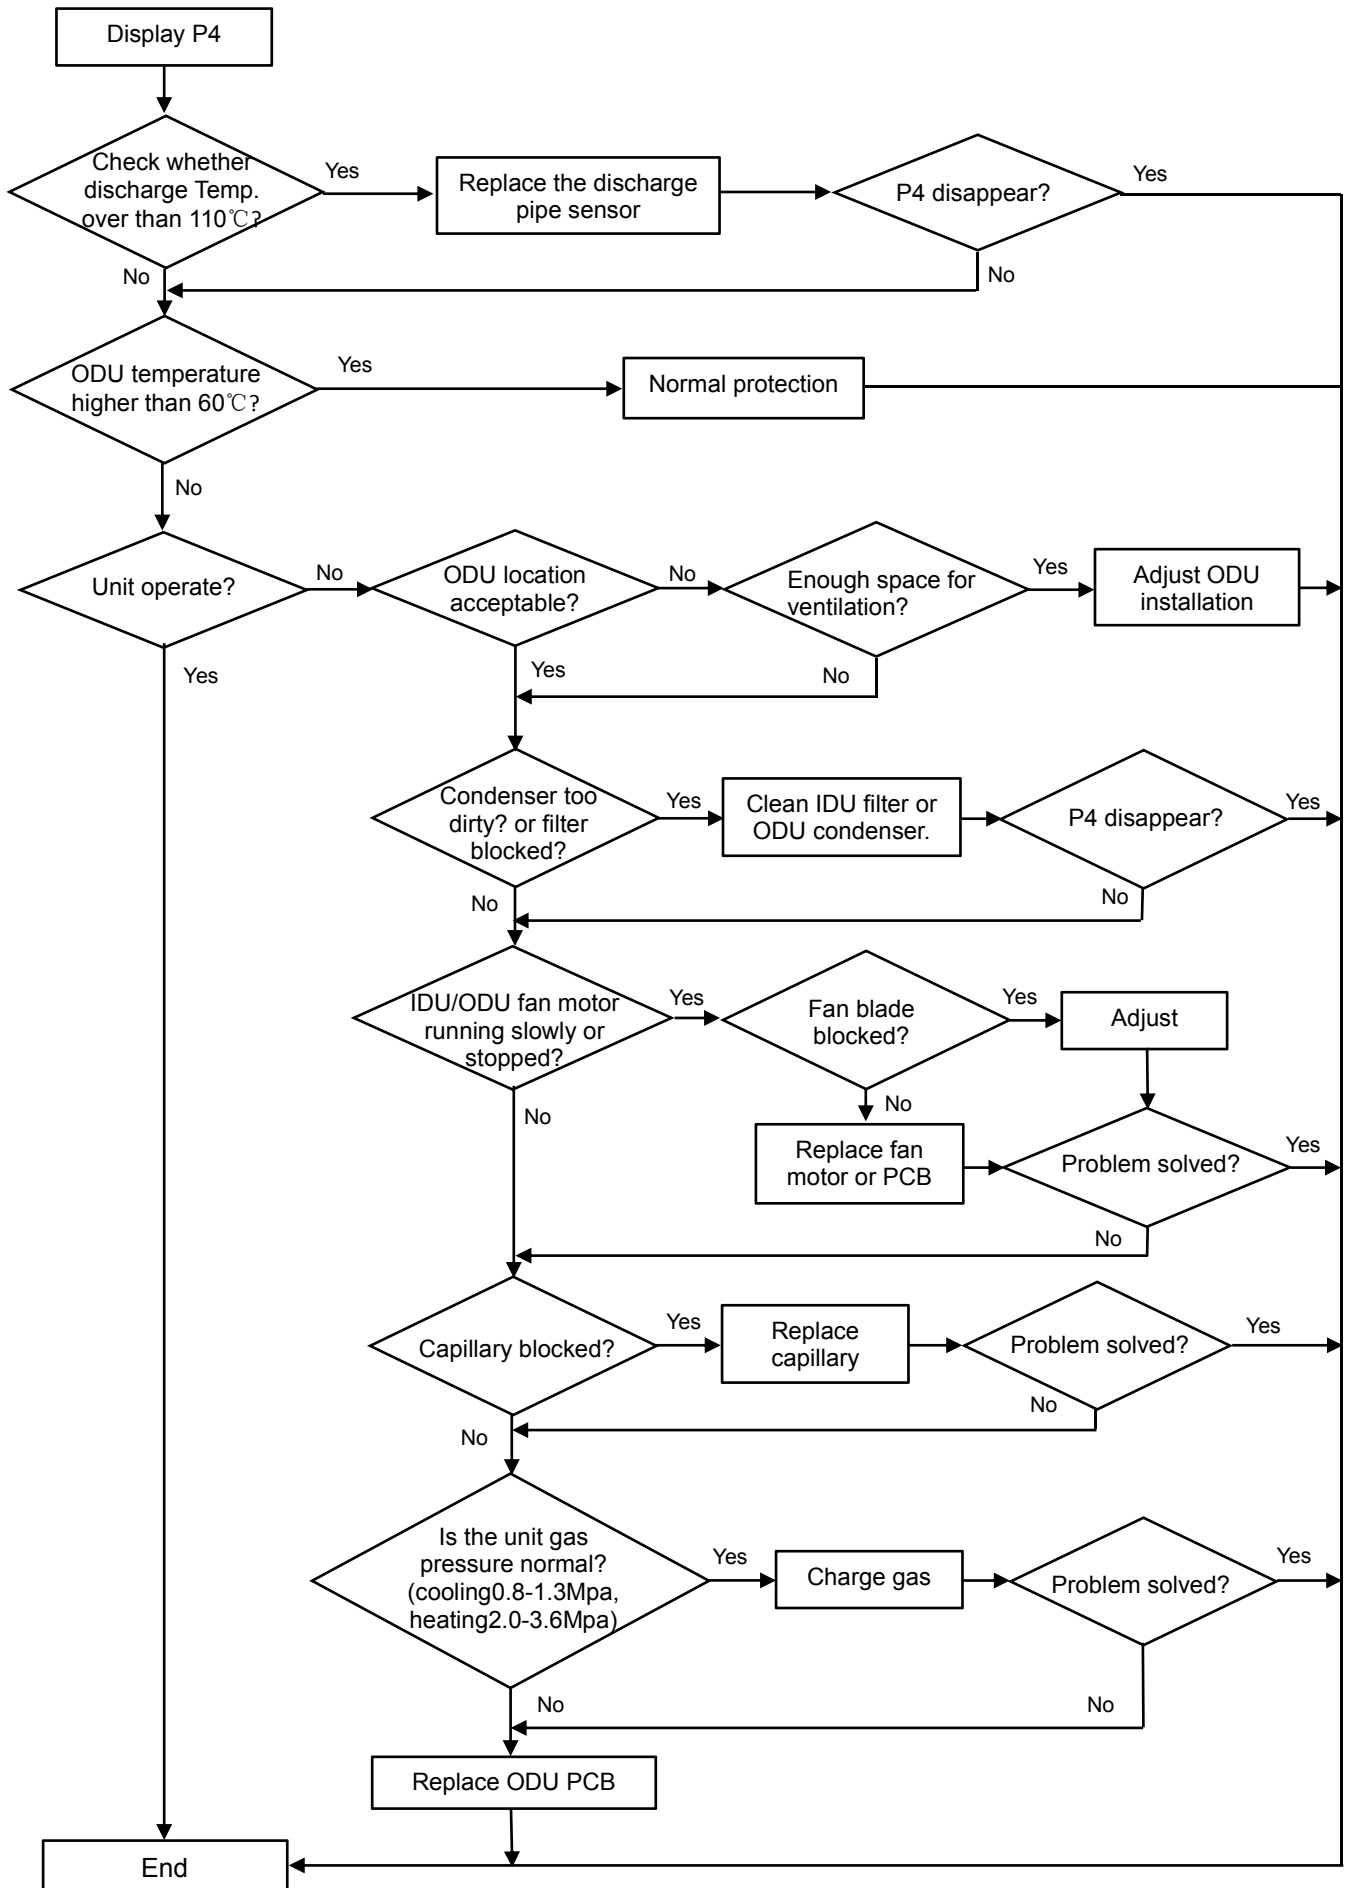 Display P4
Check whether
discharge Temp.
over than 110℃?
Yes
Replace the discharge
pipe sensor
P4 disappear?
Yes
No
No
ODU temperature
higher than 60℃?
Yes
Normal protection
No
Unit operate?
No
ODU location
acceptable?
No
Enough space for
ventilation?
Yes
Adjust ODU
installation
Yes
Yes
No
Condenser too
dirty? or filter
blocked?
Yes
Clean IDU filter or
ODU condenser.
P4 disappear?
Yes
No
No
IDU/ODU fan motor
running slowly or
stopped?
Yes
Fan blade
blocked?
Yes
Adjust
No
No
Replace fan
motor or PCB
Problem solved?
Yes
No
Capillary blocked?
Yes
Replace
capillary
Problem solved?
Yes
No
No
Is the unit gas
pressure normal?
(cooling0.8-1.3Mpa,
heating2.0-3.6Mpa)
Yes
Charge gas
Problem solved?
Yes
No
No
Replace ODU PCB
End